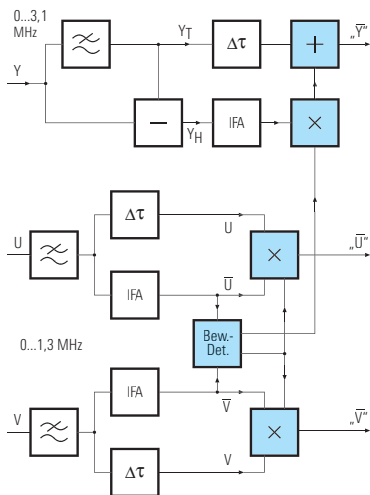 0...3,1
MHz
Y
Y_T
Δτ
+
„Y̅"
−
Y_H
IFA
×
Δτ
U
U
×
„U̅"
IFA
U̅
Bew.-
Det.
0...1,3 MHz
IFA
V̅
V
×
„V̅"
Δτ
V